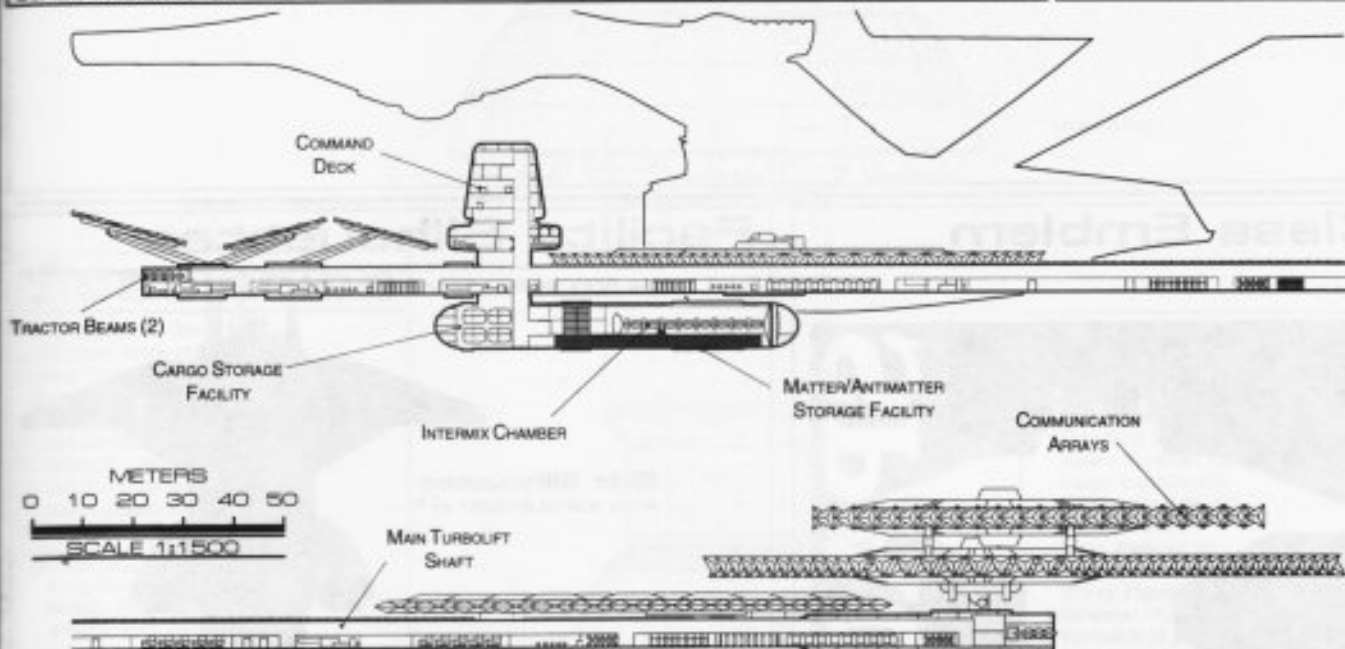 COMMAND
DECK
TRACTOR BEAMS (2)
CARGO STORAGE
FACILITY
INTERMIX CHAMBER
MATTER/ANTIMATTER
STORAGE FACILITY
COMMUNICATION
ARRAYS
METERS
0 10 20 30 40 50
SCALE 1:1500
MAIN TURBOLIFT
SHAFT